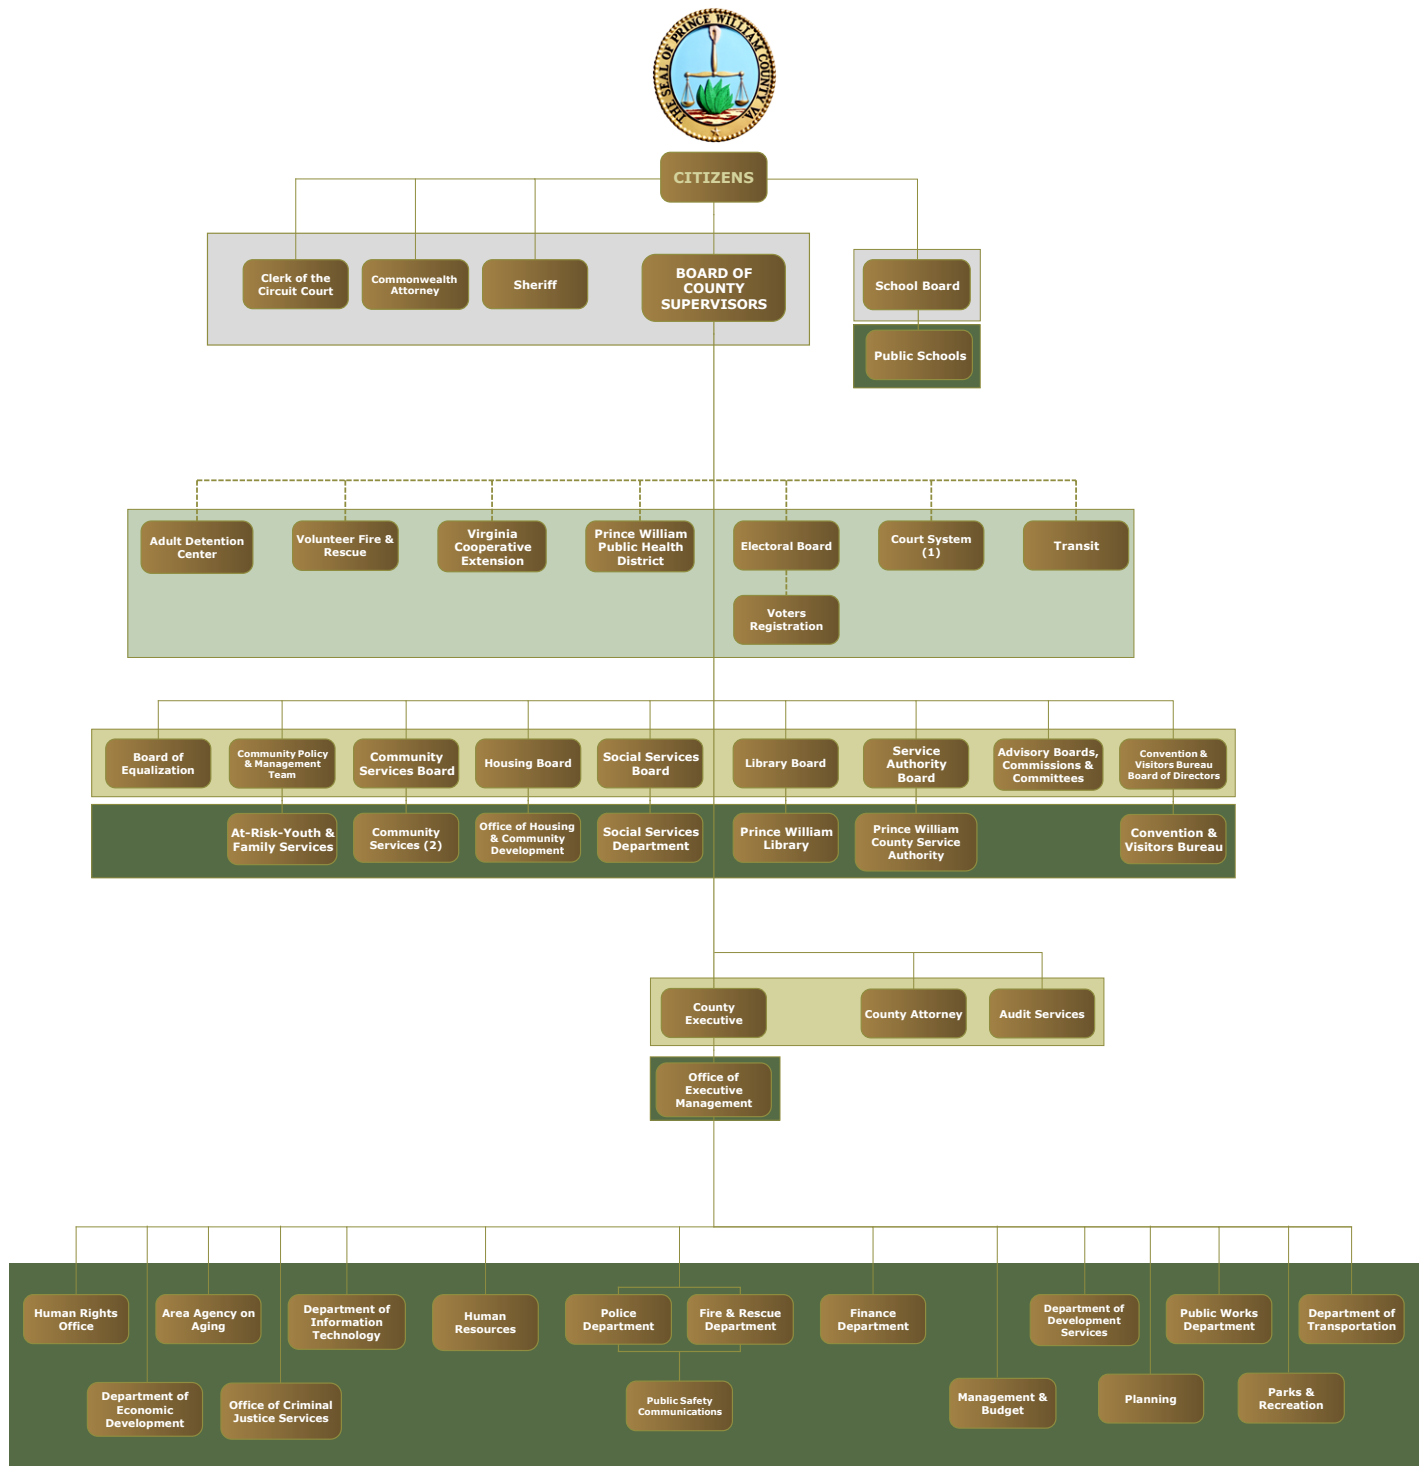 THE SEAL OF PRINCE WILLIAM COUNTY VA.
CITIZENS
Clerk of the
Circuit Court
Commonwealth
Attorney
Sheriff
BOARD OF
COUNTY
SUPERVISORS
School Board
Public Schools
Adult Detention
Center
Volunteer Fire &
Rescue
Virginia
Cooperative
Extension
Prince William
Public Health
District
Electoral Board
Court System
(1)
Transit
Voters
Registration
Board of
Equalization
Community Policy
& Management
Team
Community
Services Board
Housing Board
Social Services
Board
Library Board
Service
Authority
Board
Advisory Boards,
Commissions &
Committees
Convention &
Visitors Bureau
Board of Directors
At-Risk-Youth &
Family Services
Community
Services (2)
Office of Housing
& Community
Development
Social Services
Department
Prince William
Library
Prince William
County Service
Authority
Convention &
Visitors Bureau
County
Executive
County Attorney
Audit Services
Office of
Executive
Management
Human Rights
Office
Area Agency on
Aging
Department of
Information
Technology
Human
Resources
Police
Department
Fire & Rescue
Department
Finance
Department
Department of
Development
Services
Public Works
Department
Department of
Transportation
Department of
Economic
Development
Office of Criminal
Justice Services
Public Safety
Communications
Management &
Budget
Planning
Parks &
Recreation